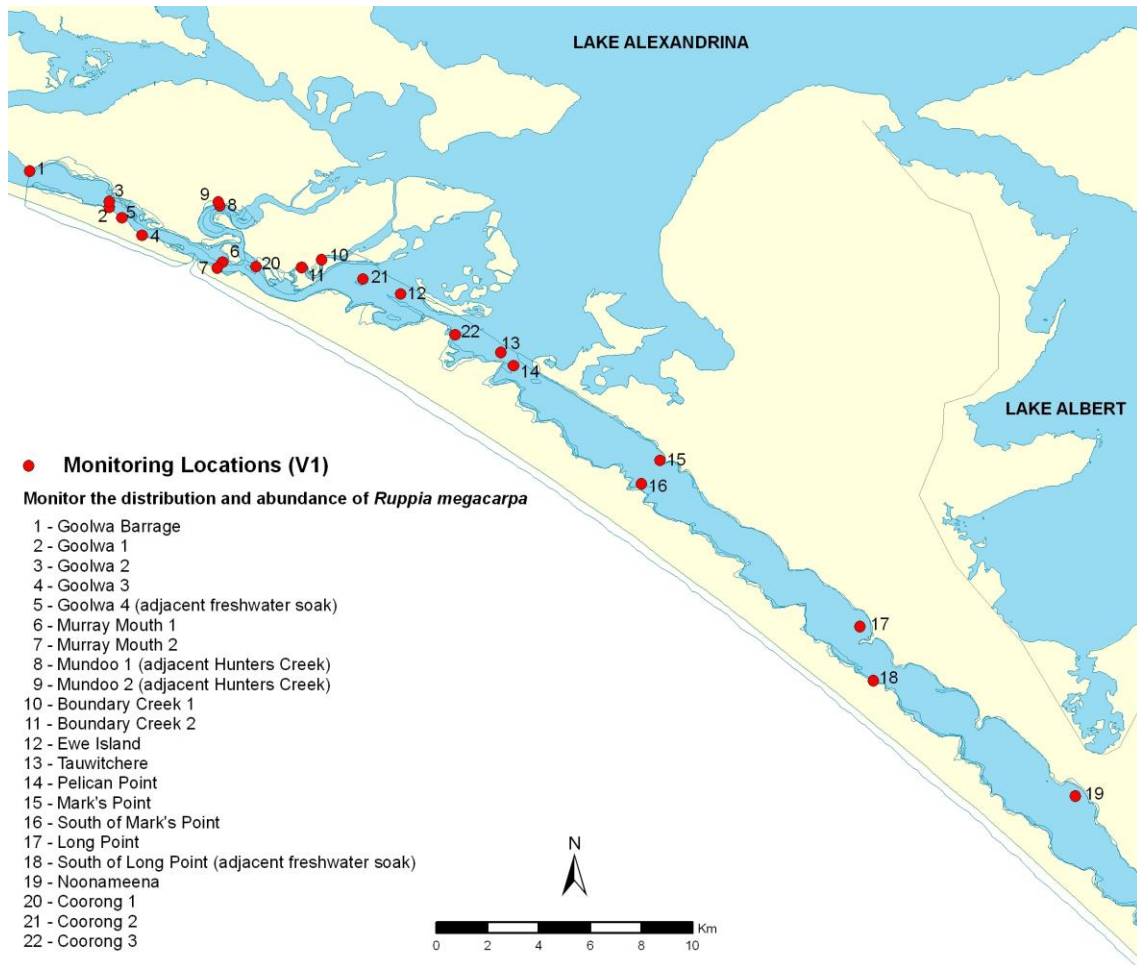 LAKE ALEXANDRINA
1
3
2
5
4
9
8
6
7
20
11
10
21
12
22
13
14
LAKE ALBERT
15
16
17
18
19
Monitoring Locations (V1)
Monitor the distribution and abundance of Ruppia megacarpa
1 - Goolwa Barrage
2 - Goolwa 1
3 - Goolwa 2
4 - Goolwa 3
5 - Goolwa 4 (adjacent freshwater soak)
6 - Murray Mouth 1
7 - Murray Mouth 2
8 - Mundoo 1 (adjacent Hunters Creek)
9 - Mundoo 2 (adjacent Hunters Creek)
10 - Boundary Creek 1
11 - Boundary Creek 2
12 - Ewe Island
13 - Tauwitchere
14 - Pelican Point
15 - Mark's Point
16 - South of Mark's Point
17 - Long Point
18 - South of Long Point (adjacent freshwater soak)
19 - Noonameena
20 - Coorong 1
21 - Coorong 2
22 - Coorong 3
N
Km
0 2 4 6 8 10